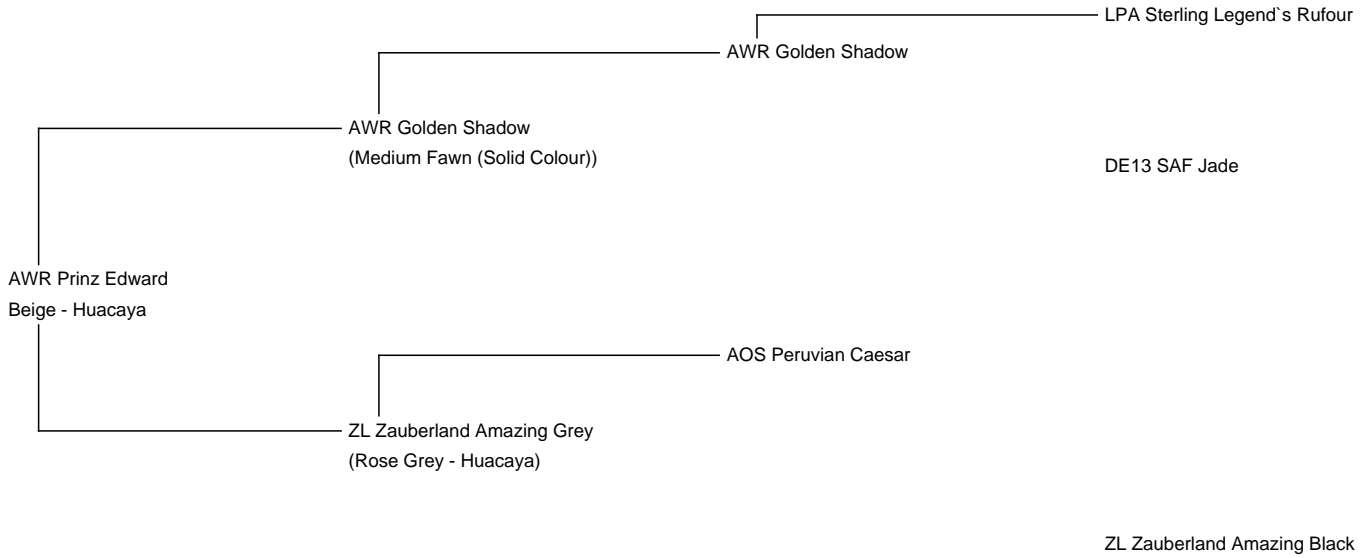 LPA Sterling Legend`s Rufour
AWR Golden Shadow
AWR Golden Shadow
(Medium Fawn (Solid Colour))
DE13 SAF Jade
AWR Prinz Edward
Beige - Huacaya
AOS Peruvian Caesar
ZL Zauberland Amazing Grey
(Rose Grey - Huacaya)
ZL Zauberland Amazing Black